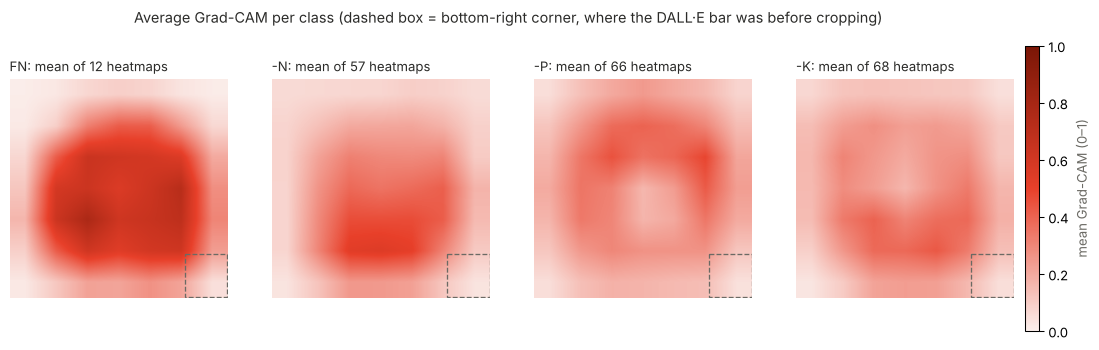 Average Grad-CAM per class (dashed box = bottom-right corner, where the DALL·E bar was before cropping)
FN: mean of 12 heatmaps
-N: mean of 57 heatmaps
-P: mean of 66 heatmaps
-K: mean of 68 heatmaps
1.0
0.8
0.6
0.4
0.2
0.0
mean Grad-CAM (0–1)